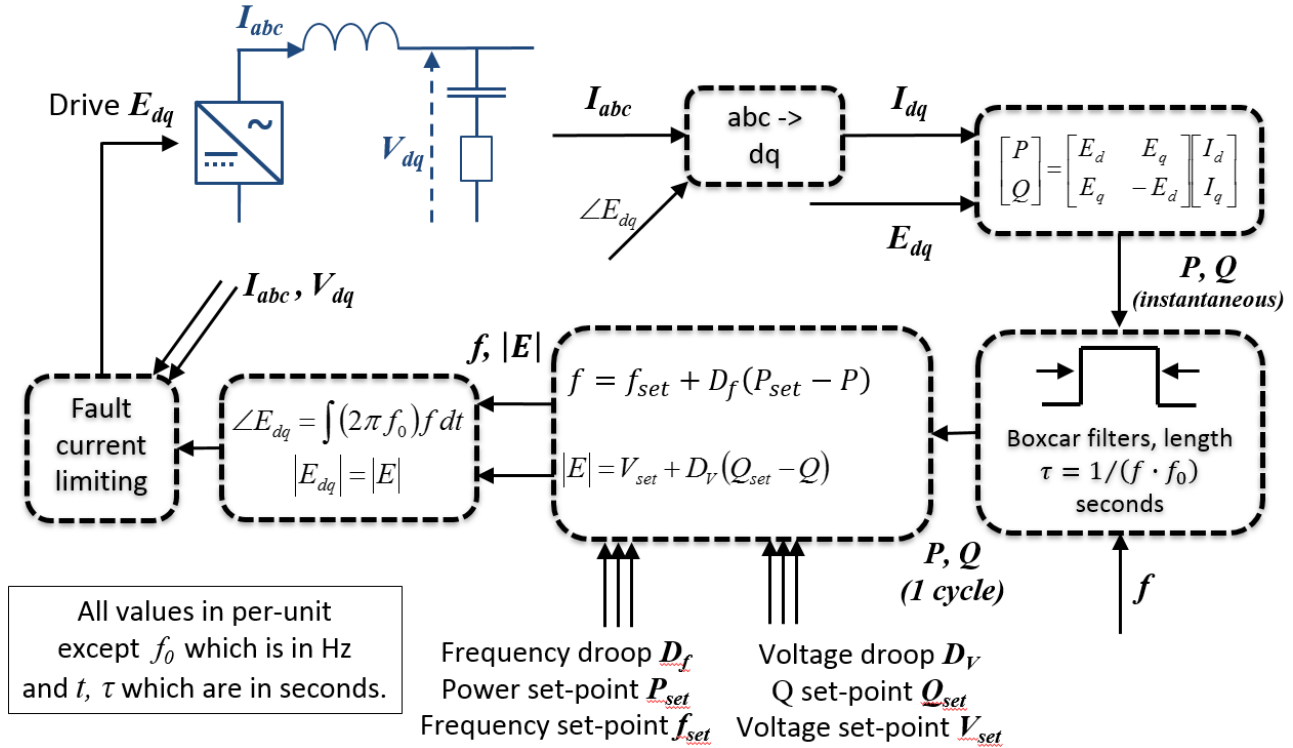 I_abc
Drive E_dq
~
V_dq
I_abc
abc ->
dq
∠E_dq
I_dq
E_dq
[P Q] = [E_d E_q E_q −E_d][I_d I_q]
P, Q
(instantaneous)
I_abc , V_dq
Fault
current
limiting
∠E_dq = ∫(2π f_0) f dt
|E_dq| = |E|
f, |E|
f = f_set + D_f(P_set − P)
|E| = V_set + D_V(Q_set − Q)
Boxcar filters, length
τ = 1/(f · f_0)
seconds
P, Q
(1 cycle)
f
All values in per-unit
except f_0 which is in Hz
and t, τ which are in seconds.
Frequency droop D_f
Power set-point P_set
Frequency set-point f_set
Voltage droop D_V
Q set-point Q_set
Voltage set-point V_set